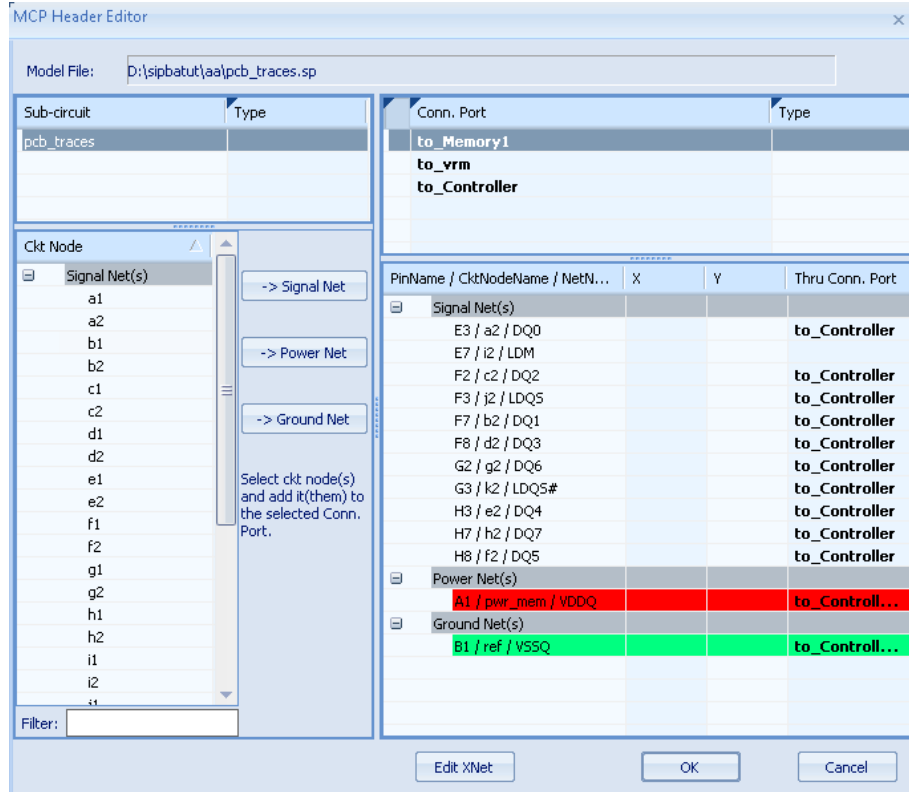 MCP Header Editor
Model File: D:\sipbatut\aa\pcb_traces.sp
Sub-circuit Type
pcb_traces
Conn. Port Type
to_Memory1
to_vrm
to_Controller
Ckt Node
Signal Net(s)
a1
a2
b1
b2
c1
c2
d1
d2
e1
e2
f1
f2
g1
g2
h1
h2
i1
i2
Filter:
-> Signal Net
-> Power Net
-> Ground Net
Select ckt node(s)
and add it(them) to
the selected Conn.
Port.
PinName / CktNodeName / NetN... X Y Thru Conn. Port
Signal Net(s)
E3 / a2 / DQ0 to_Controller
E7 / i2 / LDM
F2 / c2 / DQ2 to_Controller
F3 / j2 / LDQS to_Controller
F7 / b2 / DQ1 to_Controller
F8 / d2 / DQ3 to_Controller
G2 / g2 / DQ6 to_Controller
G3 / k2 / LDQS# to_Controller
H3 / e2 / DQ4 to_Controller
H7 / h2 / DQ7 to_Controller
H8 / f2 / DQ5 to_Controller
Power Net(s)
A1 / pwr_mem / VDDQ to_Controll...
Ground Net(s)
B1 / ref / VSSQ to_Controll...
Edit XNet OK Cancel